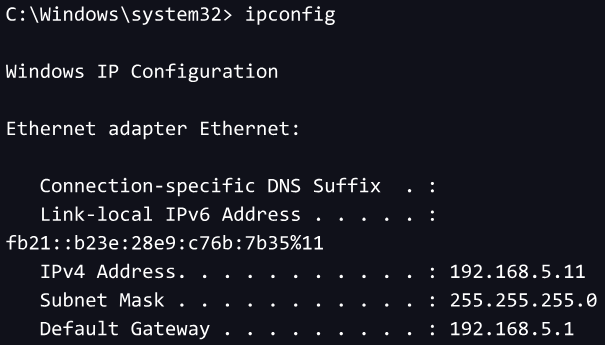 C:\Windows\system32> ipconfig
Windows IP Configuration
Ethernet adapter Ethernet:
Connection-specific DNS Suffix . :
Link-local IPv6 Address . . . . . :
fb21::b23e:28e9:c76b:7b35%11
IPv4 Address. . . . . . . . . . . : 192.168.5.11
Subnet Mask . . . . . . . . . . . : 255.255.255.0
Default Gateway . . . . . . . . . : 192.168.5.1